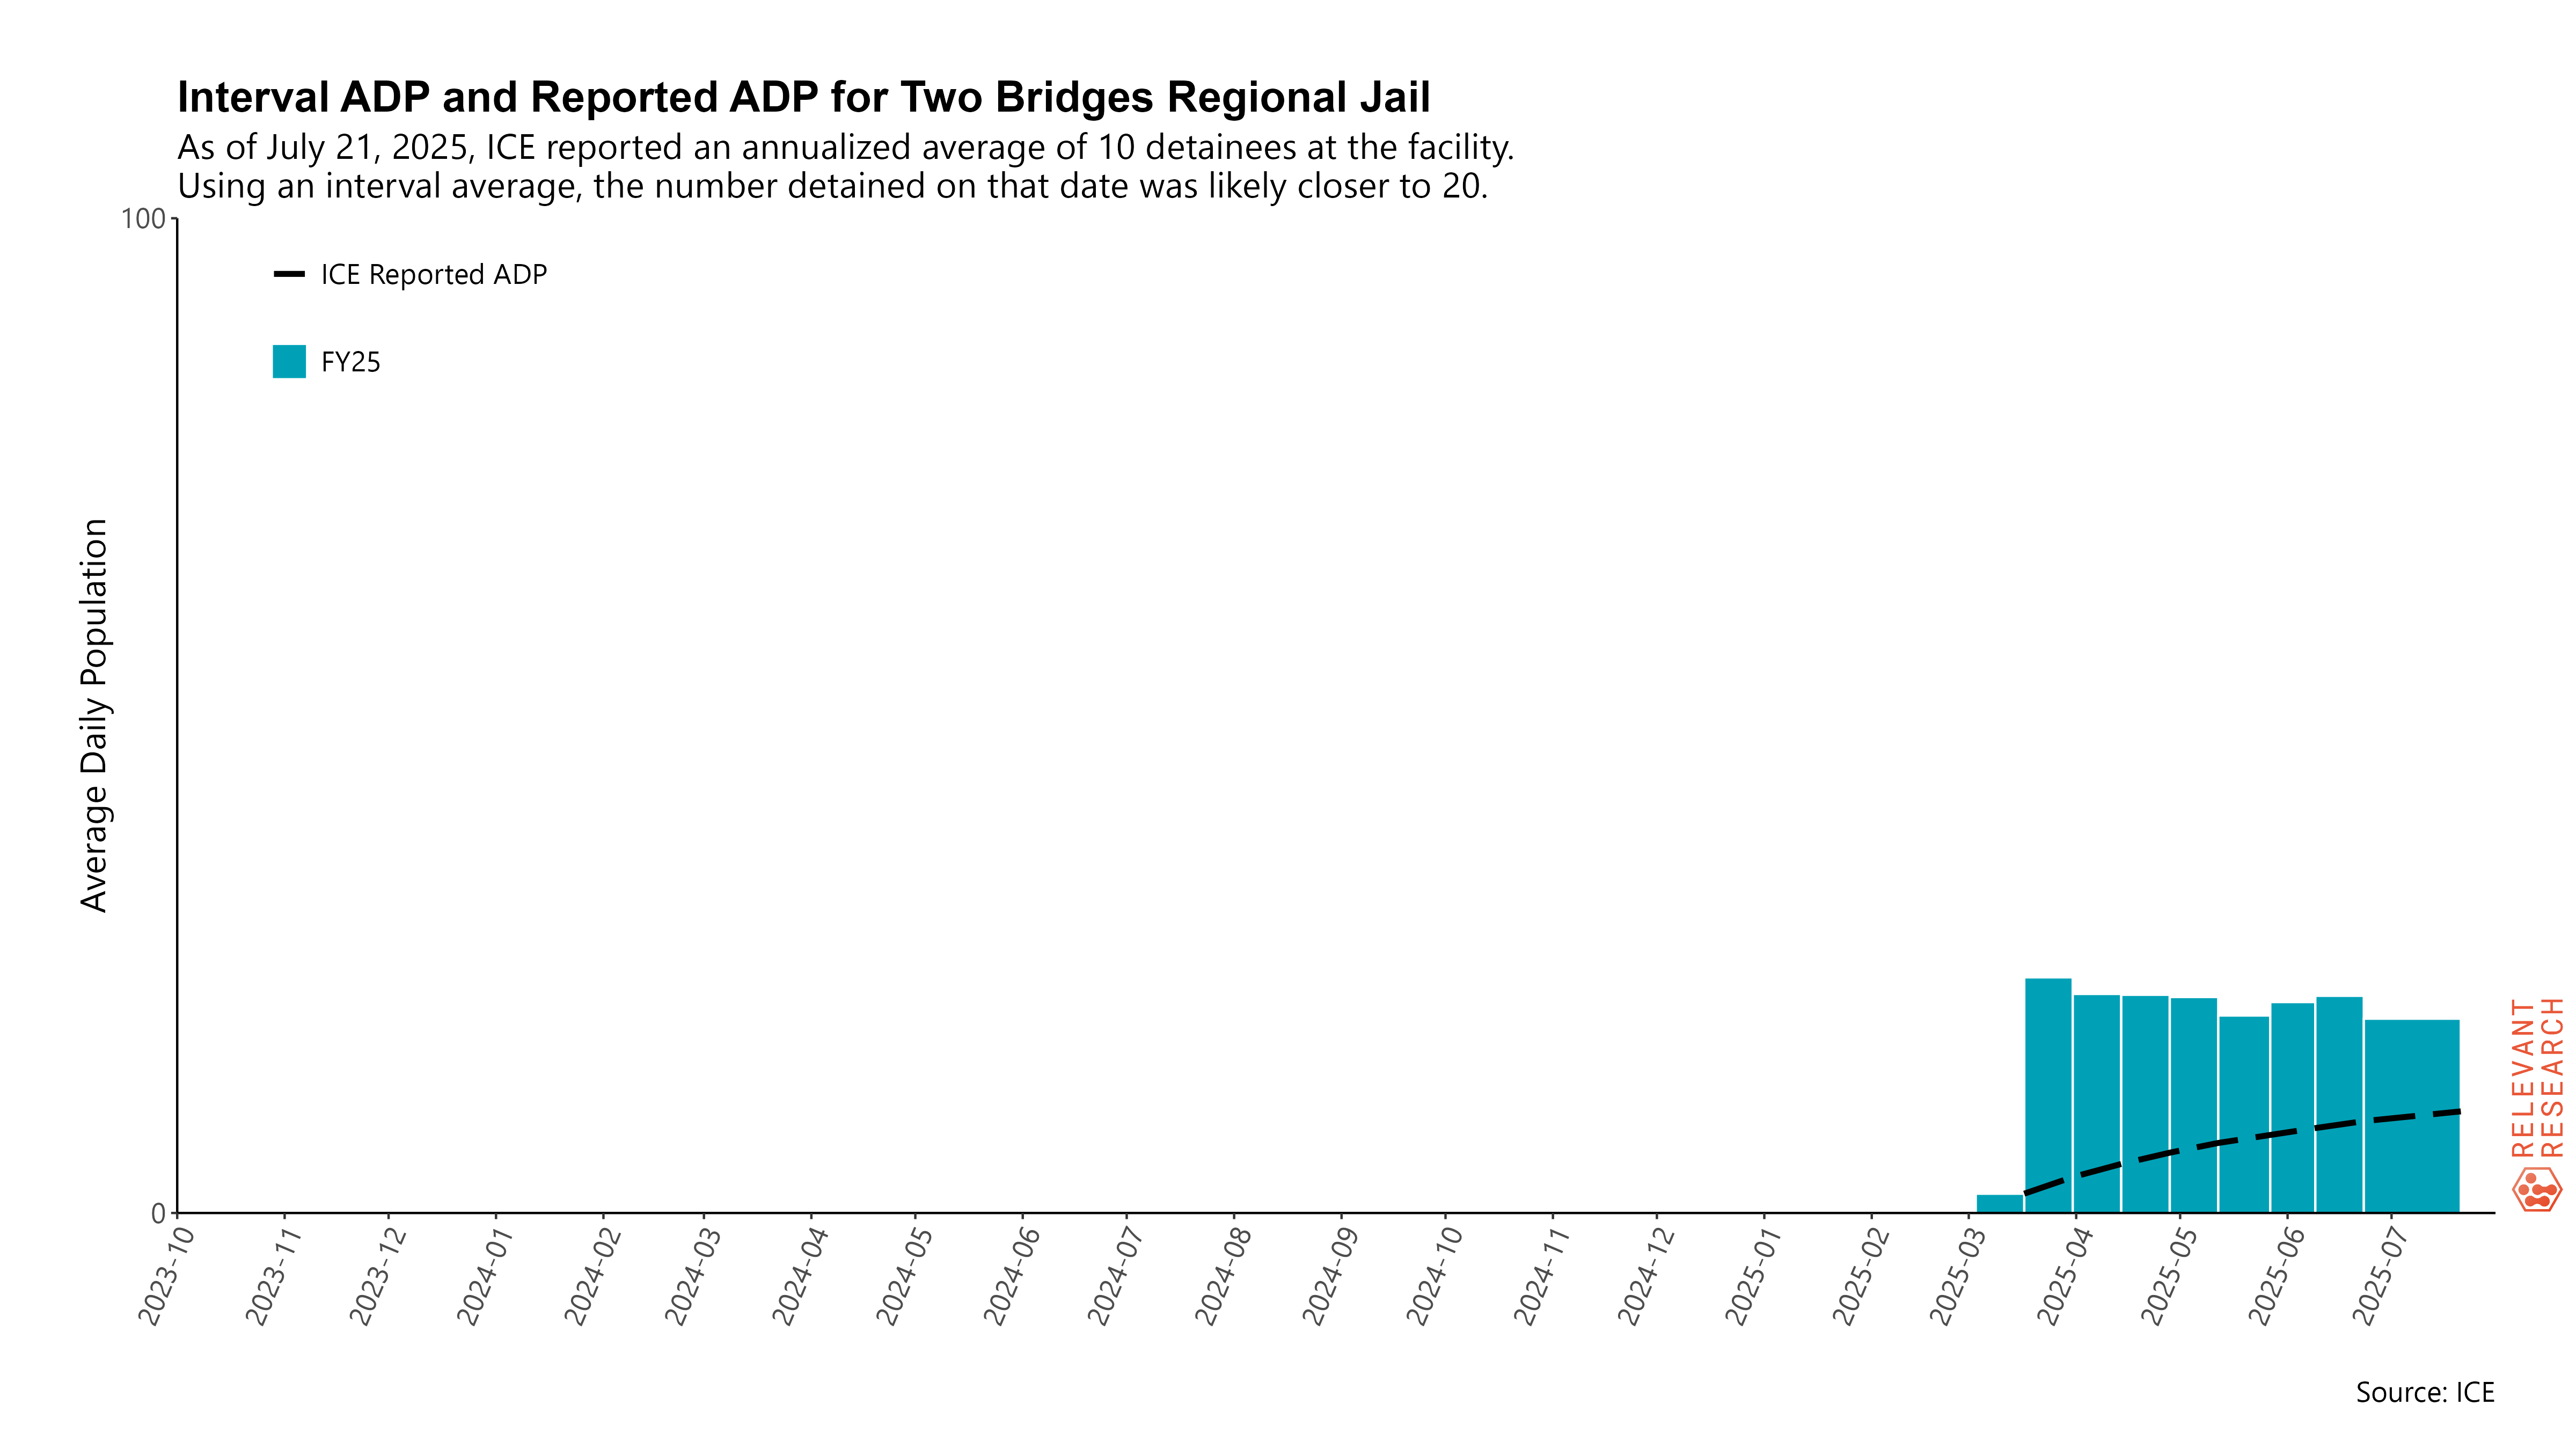 Interval ADP and Reported ADP for Two Bridges Regional Jail
As of July 21, 2025, ICE reported an annualized average of 10 detainees at the facility.
Using an interval average, the number detained on that date was likely closer to 20.
100
ICE Reported ADP
FY25
Average Daily Population
0
2023-10
2023-11
2023-12
2024-01
2024-02
2024-03
2024-04
2024-05
2024-06
2024-07
2024-08
2024-09
2024-10
2024-11
2024-12
2025-01
2025-02
2025-03
2025-04
2025-05
2025-06
2025-07
RELEVANT
RESEARCH
Source: ICE